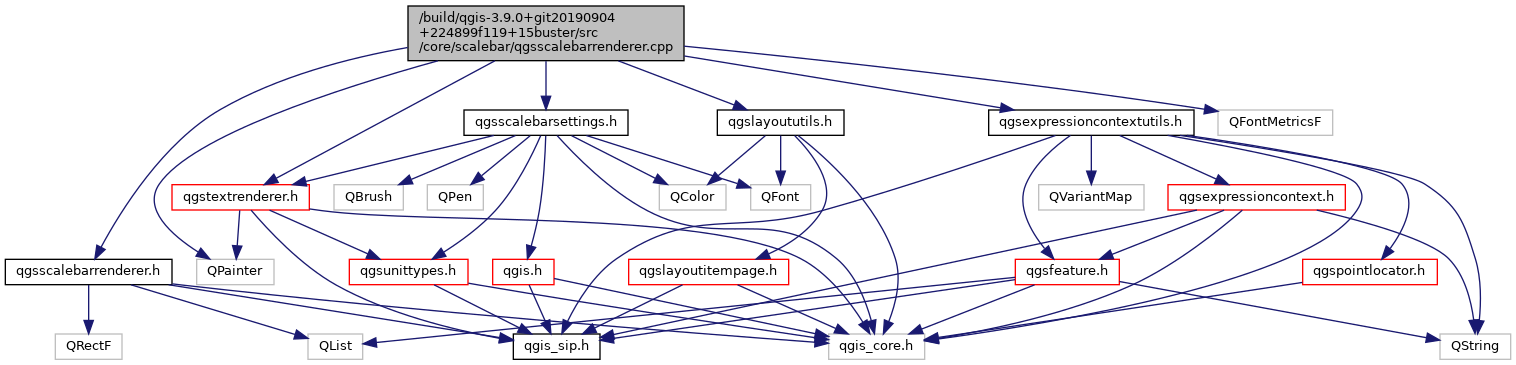 /build/qgis-3.9.0+git20190904
+224899f119+15buster/src
/core/scalebar/qgsscalebarrenderer.cpp
qgsscalebarsettings.h
qgslayoututils.h
qgsexpressioncontextutils.h
QFontMetricsF
qgstextrenderer.h
QBrush
QPen
QColor
QFont
QVariantMap
qgsexpressioncontext.h
qgsscalebarrenderer.h
QPainter
qgsunittypes.h
qgis.h
qgslayoutitempage.h
qgsfeature.h
qgspointlocator.h
QRectF
QList
qgis_sip.h
qgis_core.h
QString